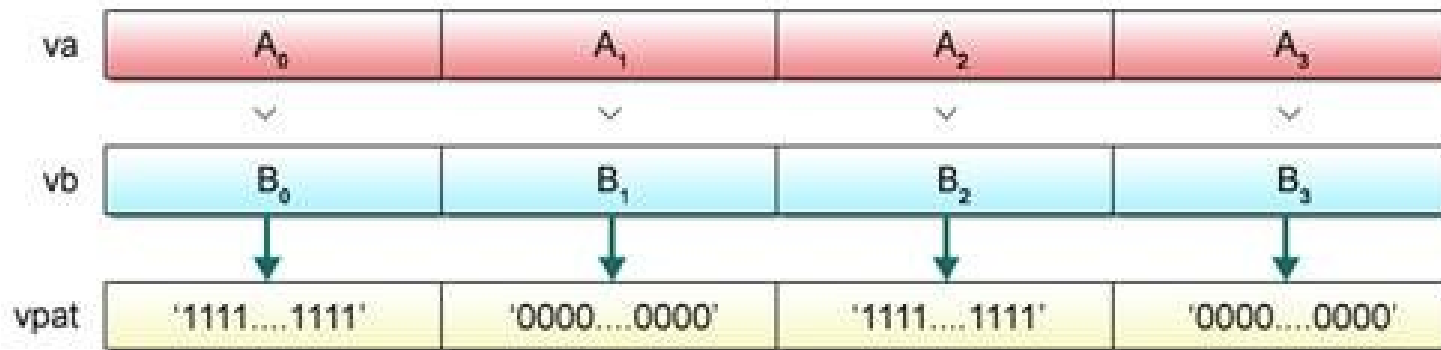 va A₀ A₁ A₂ A₃
vb B₀ B₁ B₂ B₃
vpat '1111....1111' '0000....0000' '1111....1111' '0000....0000'